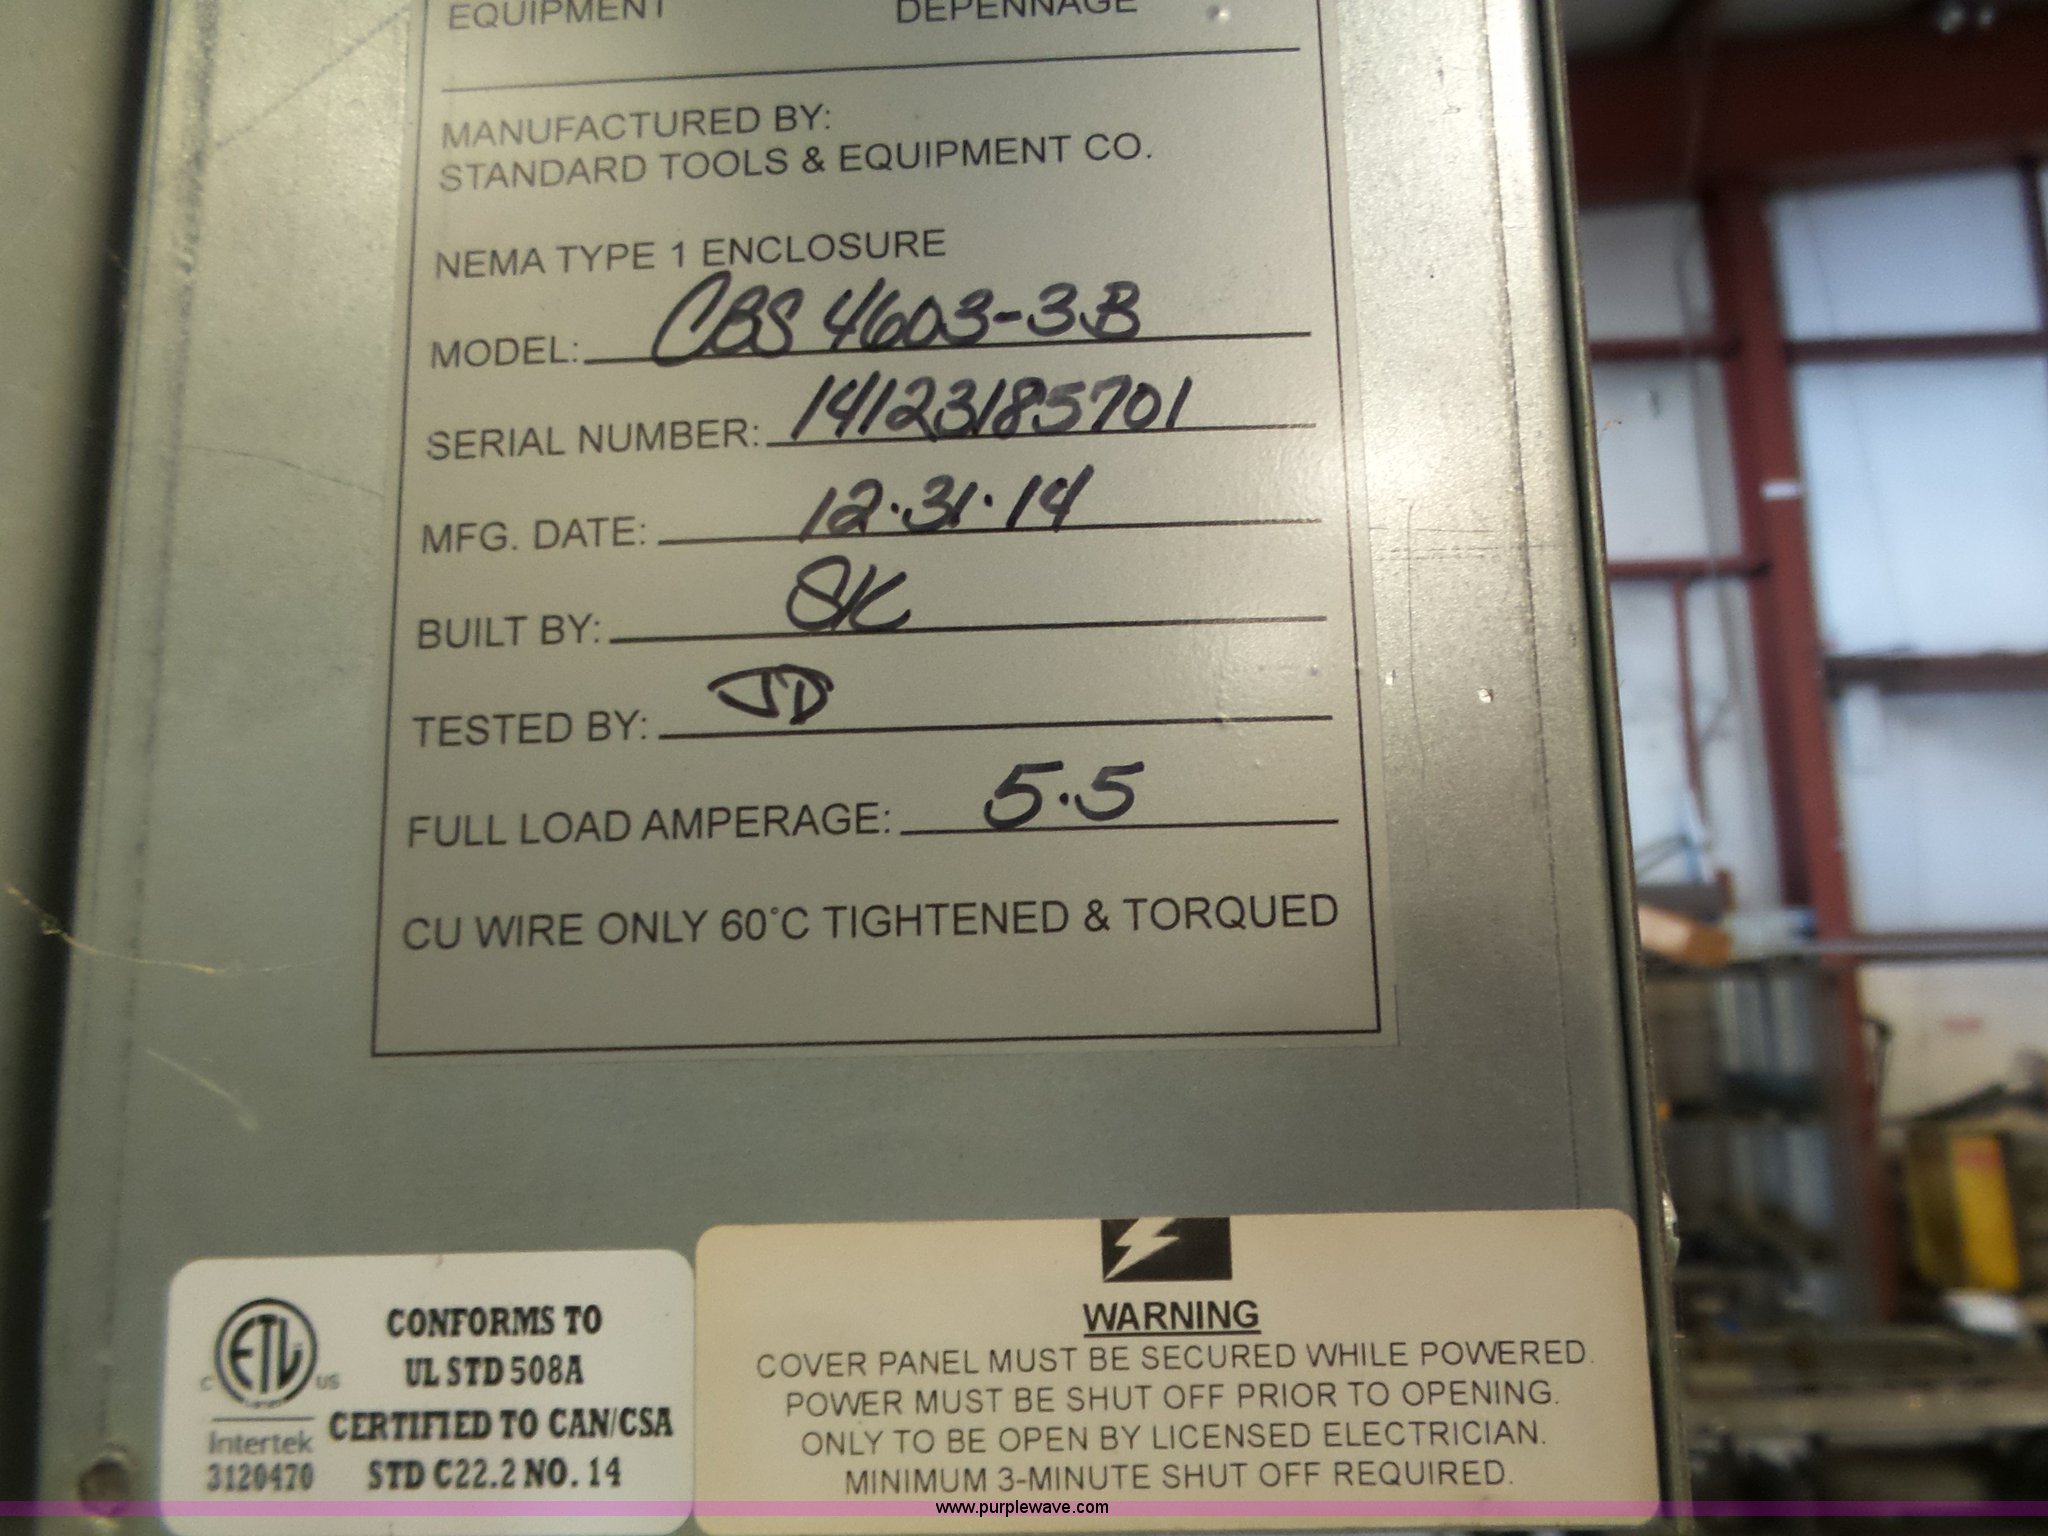 EQUIPMENT DEPENNAGE
MANUFACTURED BY:
STANDARD TOOLS & EQUIPMENT CO.
NEMA TYPE 1 ENCLOSURE
MODEL: CBS 4603-3B
SERIAL NUMBER: 14123185701
MFG. DATE: 12.31.14
BUILT BY: SK
TESTED BY: JD
FULL LOAD AMPERAGE: 5.5
CU WIRE ONLY 60°C TIGHTENED & TORQUED
ETL
C US
Intertek
3120470
CONFORMS TO
UL STD 508A
CERTIFIED TO CAN/CSA
STD C22.2 NO. 14
WARNING
COVER PANEL MUST BE SECURED WHILE POWERED.
POWER MUST BE SHUT OFF PRIOR TO OPENING.
ONLY TO BE OPEN BY LICENSED ELECTRICIAN.
MINIMUM 3-MINUTE SHUT OFF REQUIRED.
www.purplewave.com